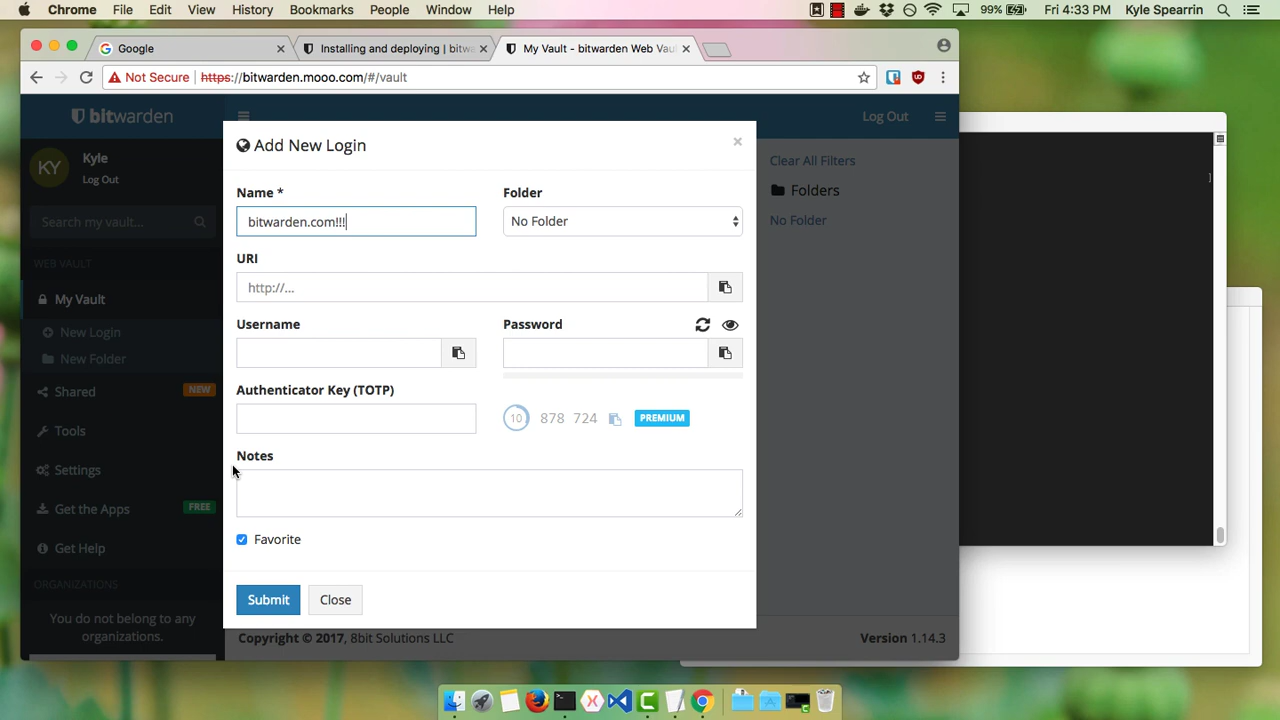 Chrome File Edit View History Bookmarks People Window Help 99% Fri 4:33 PM Kyle Spearrin
Google Installing and deploying | bitwa My Vault - bitwarden Web Vau
Not Secure | https://bitwarden.mooo.com/#/vault
bitwarden Log Out
KY Kyle
Log Out
Search my vault...
WEB VAULT
My Vault
New Login
New Folder
Shared NEW
Tools
Settings
Get the Apps FREE
Get Help
ORGANIZATIONS
You do not belong to any
organizations.
Add New Login ×
Name * Folder
bitwarden.com!!! No Folder
URI
http://...
Username Password
Authenticator Key (TOTP)
10 878 724 PREMIUM
Notes
Favorite
Submit Close
Clear All Filters
Folders
No Folder
Copyright © 2017, 8bit Solutions LLC Version 1.14.3